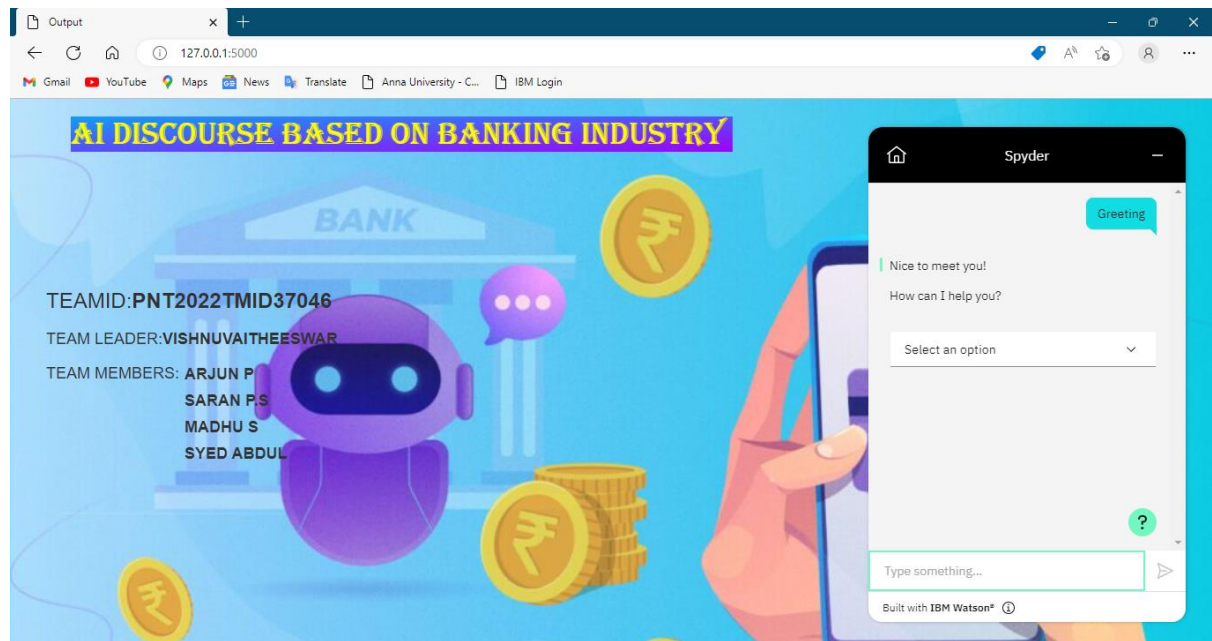 Output
127.0.0.1:5000
Gmail YouTube Maps News Translate Anna University - C... IBM Login
AI DISCOURSE BASED ON BANKING INDUSTRY
BANK
TEAMID:PNT2022TMID37046
TEAM LEADER:VISHNUVAITHEESWAR
TEAM MEMBERS: ARJUN P
SARAN P.S
MADHU S
SYED ABDUL
Spyder
Greeting
Nice to meet you!
How can I help you?
Select an option
?
Type something...
Built with IBM Watson®